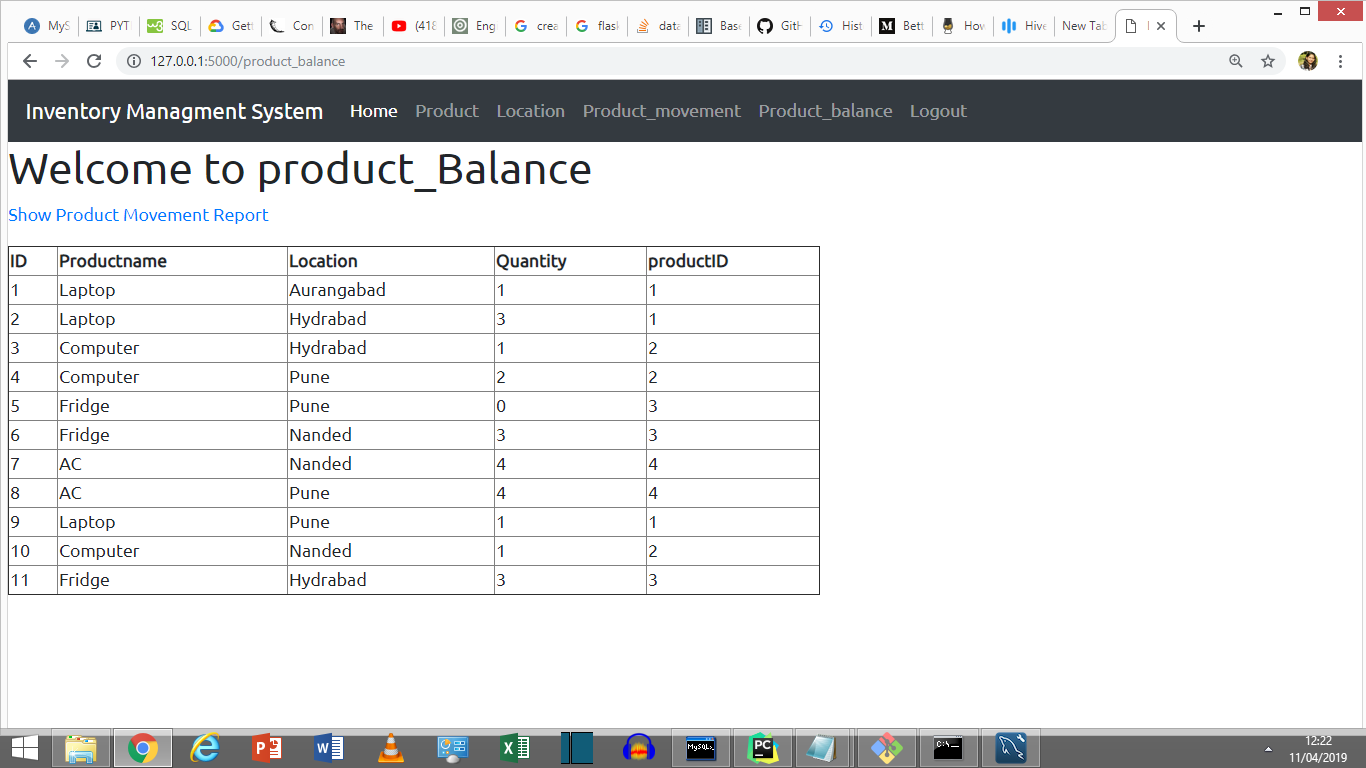 MyS PYT SQL Gett Con The (418 Eng crea flask data Base GitH Hist Bett How Hive New Tab
127.0.0.1:5000/product_balance
Inventory Managment System Home Product Location Product_movement Product_balance Logout
Welcome to product_Balance
Show Product Movement Report
ID Productname Location Quantity productID
1 Laptop Aurangabad 1 1
2 Laptop Hydrabad 3 1
3 Computer Hydrabad 1 2
4 Computer Pune 2 2
5 Fridge Pune 0 3
6 Fridge Nanded 3 3
7 AC Nanded 4 4
8 AC Pune 4 4
9 Laptop Pune 1 1
10 Computer Nanded 1 2
11 Fridge Hydrabad 3 3
12:22
11/04/2019